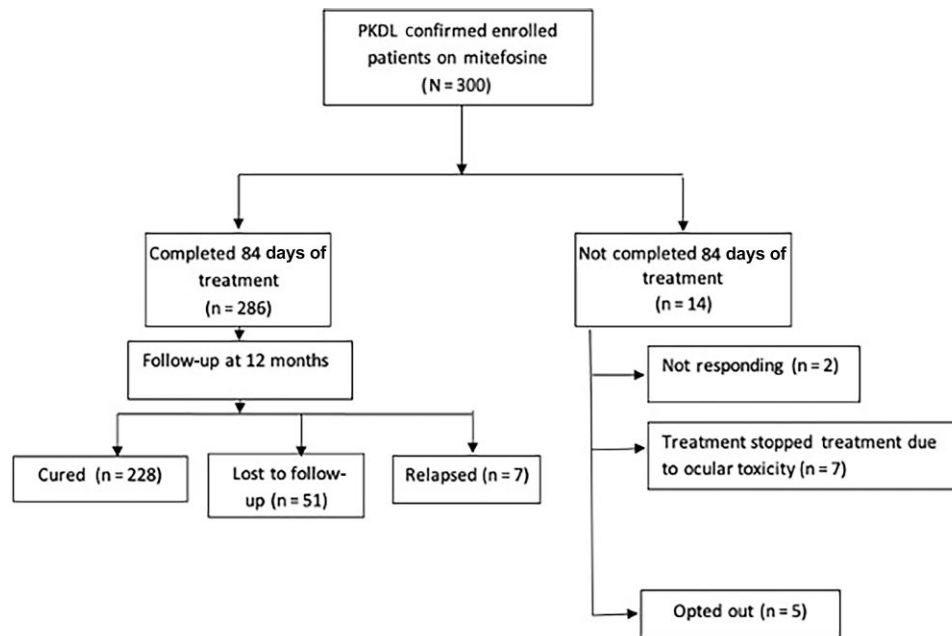 PKDL confirmed enrolled
patients on mitefosine
(N = 300)
Completed 84 days of
treatment
(n = 286)
Not completed 84 days of
treatment
(n = 14)
Follow-up at 12 months
Cured (n = 228)
Lost to follow-
up (n = 51)
Relapsed (n = 7)
Not responding (n = 2)
Treatment stopped treatment due
to ocular toxicity (n = 7)
Opted out (n = 5)